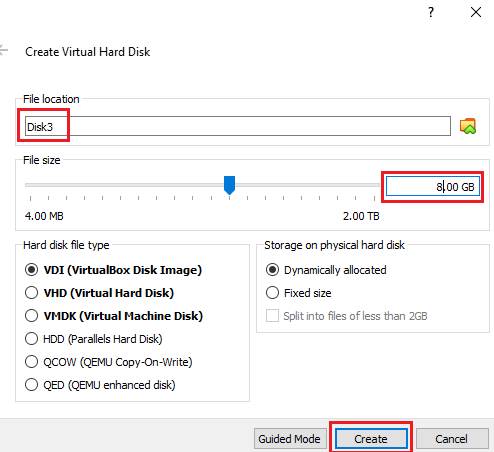 ?
Create Virtual Hard Disk
File location
Disk3
File size
8.00 GB
4.00 MB 2.00 TB
Hard disk file type Storage on physical hard disk
VDI (VirtualBox Disk Image) Dynamically allocated
VHD (Virtual Hard Disk) Fixed size
VMDK (Virtual Machine Disk) Split into files of less than 2GB
HDD (Parallels Hard Disk)
QCOW (QEMU Copy-On-Write)
QED (QEMU enhanced disk)
Guided Mode Create Cancel